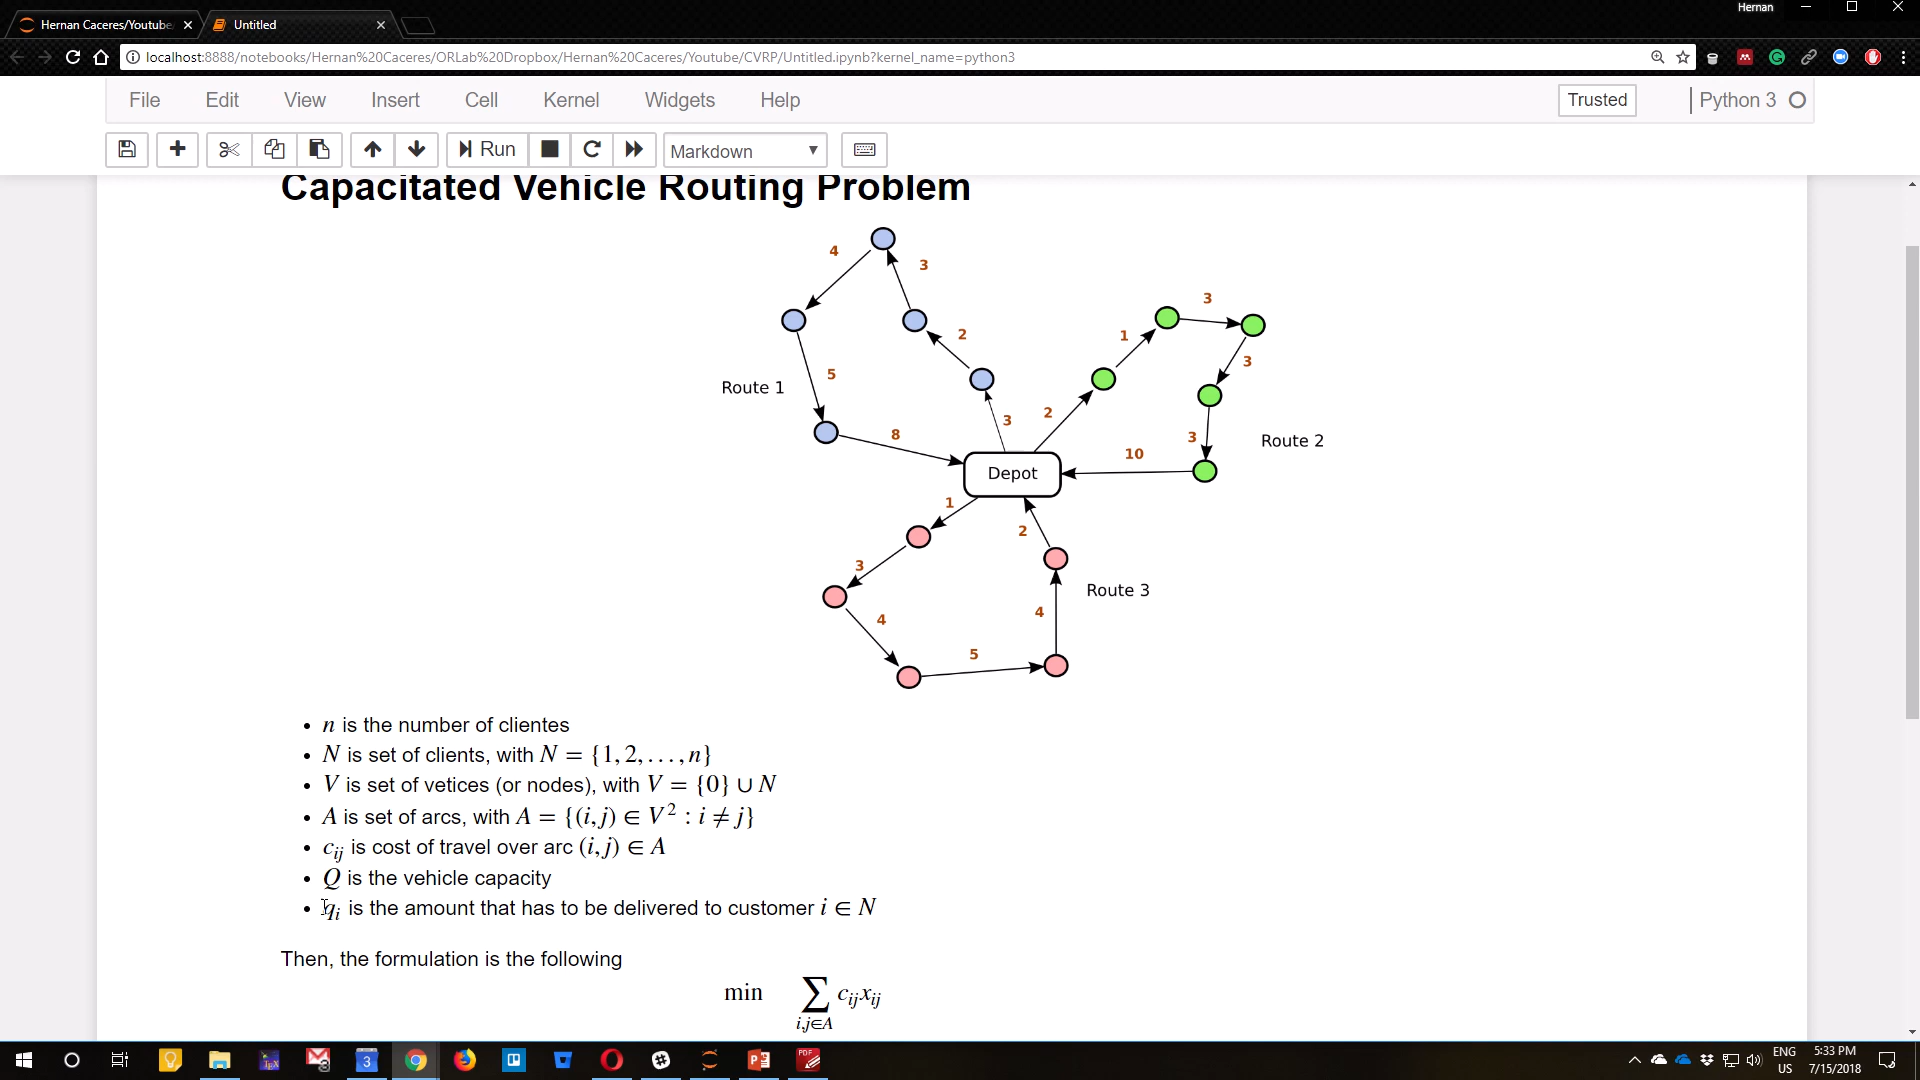 Hernan
Hernan Caceres/Youtube
Untitled
localhost:8888/notebooks/Hernan%20Caceres/ORLab%20Dropbox/Hernan%20Caceres/Youtube/CVRP/Untitled.ipynb?kernel_name=python3
File Edit View Insert Cell Kernel Widgets Help
Trusted
Python 3
Run
Markdown
Capacitated Vehicle Routing Problem
4
3
3
2
1
3
5
Route 1
2
3
8
3
Route 2
10
Depot
1
2
3
Route 3
4
4
5
• n is the number of clientes
• N is set of clients, with N = {1, 2, . . . , n}
• V is set of vetices (or nodes), with V = {0} ∪ N
• A is set of arcs, with A = {(i, j) ∈ V² : i ≠ j}
• cᵢⱼ is cost of travel over arc (i, j) ∈ A
• Q is the vehicle capacity
• qᵢ is the amount that has to be delivered to customer i ∈ N
Then, the formulation is the following
min ∑ cᵢⱼxᵢⱼ
i,j∈A
3
PDF
ENG
US
5:33 PM
7/15/2018